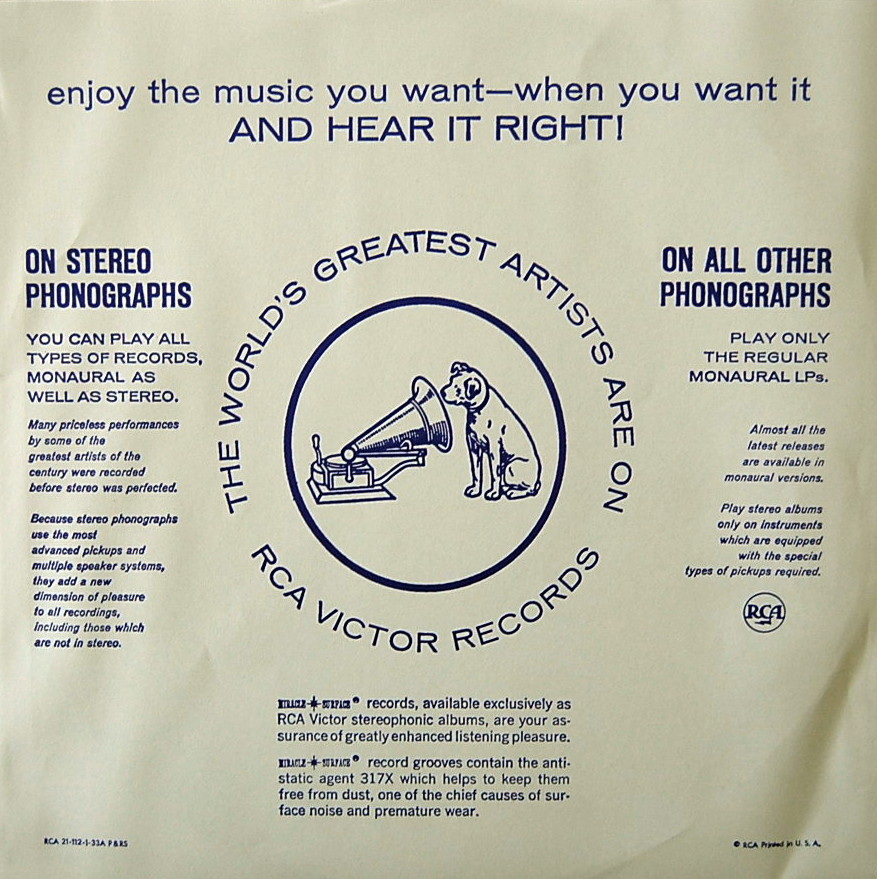 enjoy the music you want—when you want it
AND HEAR IT RIGHT!
ON STEREO
PHONOGRAPHS
YOU CAN PLAY ALL
TYPES OF RECORDS,
MONAURAL AS
WELL AS STEREO.
Many priceless performances
by some of the
greatest artists of the
century were recorded
before stereo was perfected.
Because stereo phonographs
use the most
advanced pickups and
multiple speaker systems,
they add a new
dimension of pleasure
to all recordings,
including those which
are not in stereo.
THE WORLD'S GREATEST ARTISTS ARE ON
RCA VICTOR RECORDS
ON ALL OTHER
PHONOGRAPHS
PLAY ONLY
THE REGULAR
MONAURAL LPs.
Almost all the
latest releases
are available in
monaural versions.
Play stereo albums
only on instruments
which are equipped
with the special
types of pickups required.
RCA
MIRACLE SURFACE® records, available exclusively as
RCA Victor stereophonic albums, are your as-
surance of greatly enhanced listening pleasure.
MIRACLE SURFACE® record grooves contain the anti-
static agent 317X which helps to keep them
free from dust, one of the chief causes of sur-
face noise and premature wear.
RCA 21-112-1-33A P&RS
© RCA Printed in U. S. A.